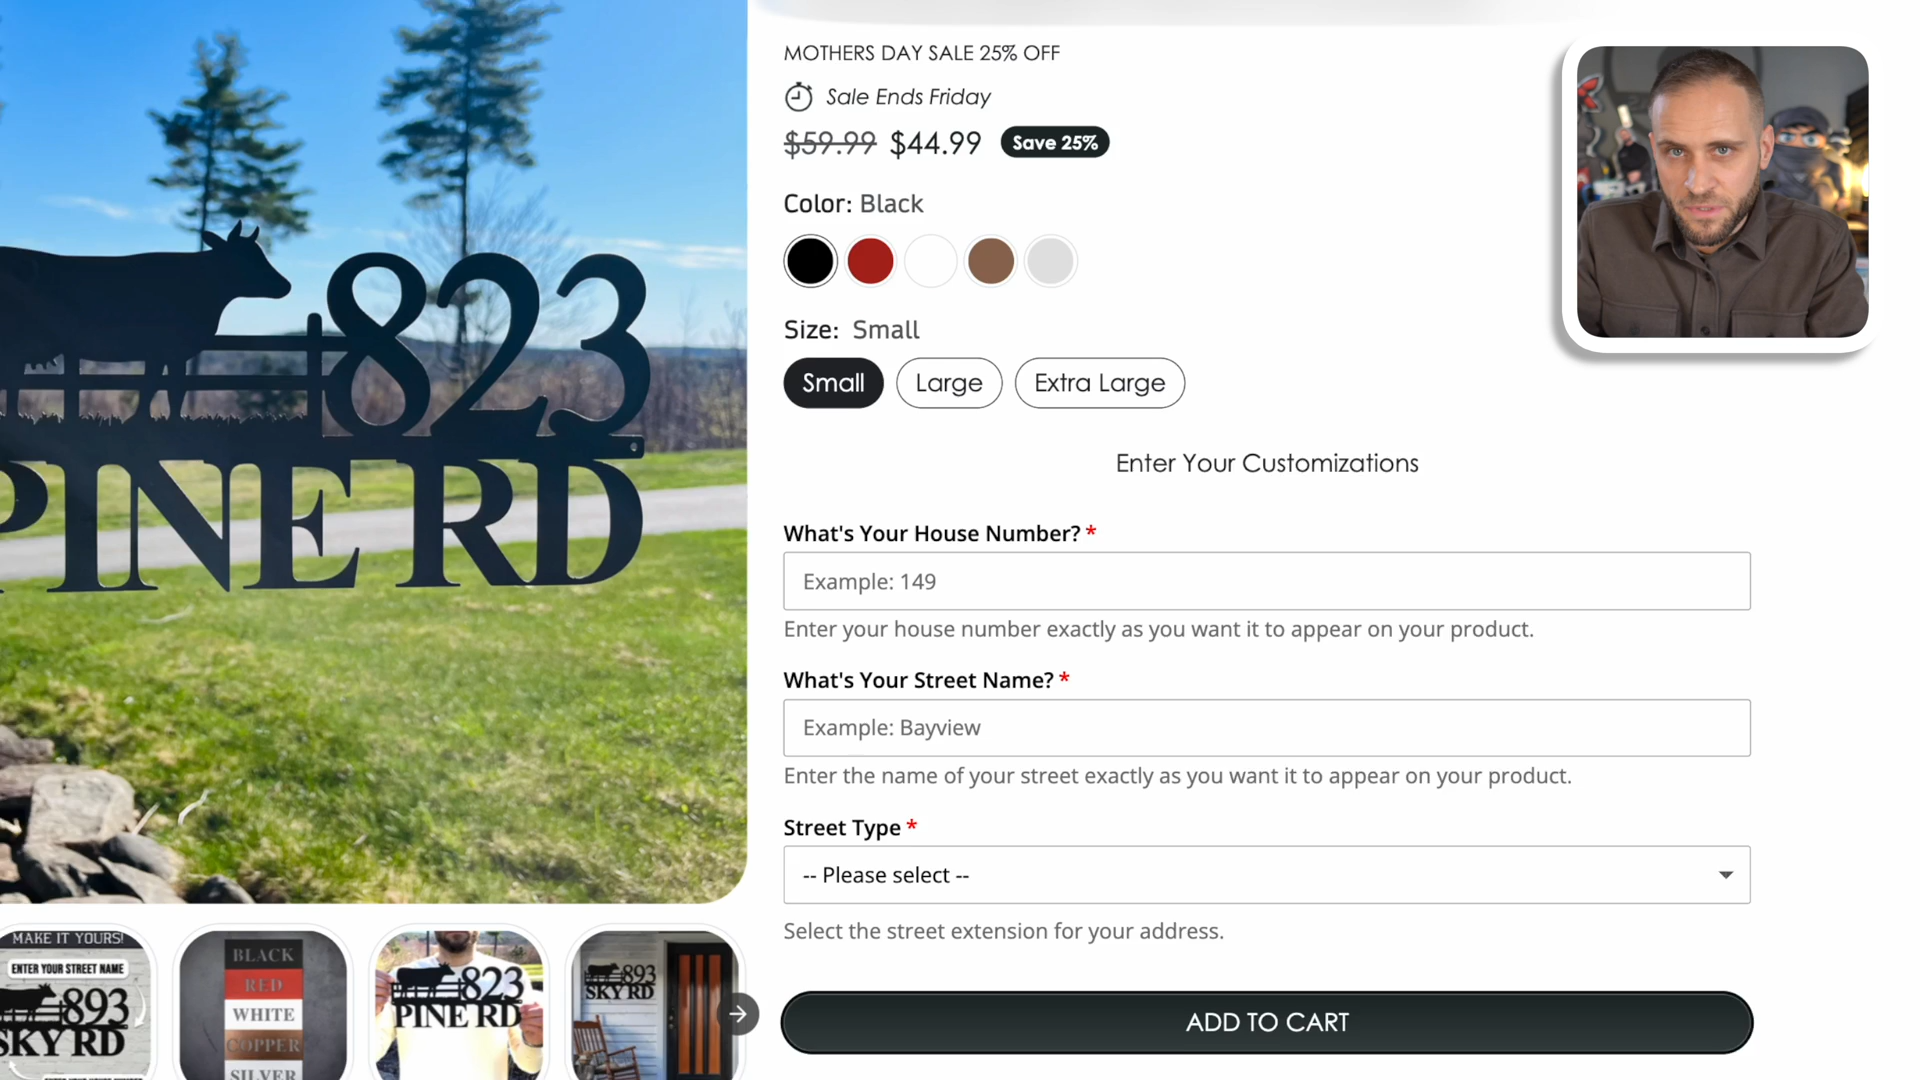 MOTHERS DAY SALE 25% OFF
Sale Ends Friday
$59.99 $44.99 Save 25%
Color: Black
Size: Small
Small Large Extra Large
Enter Your Customizations
What's Your House Number? *
Example: 149
Enter your house number exactly as you want it to appear on your product.
What's Your Street Name? *
Example: Bayview
Enter the name of your street exactly as you want it to appear on your product.
Street Type *
-- Please select --
Select the street extension for your address.
ADD TO CART
823
PINE RD
MAKE IT YOURS!
ENTER YOUR STREET NAME
893
SKY RD
BLACK
RED
WHITE
COPPER
SILVER
823
PINE RD
893
SKY RD